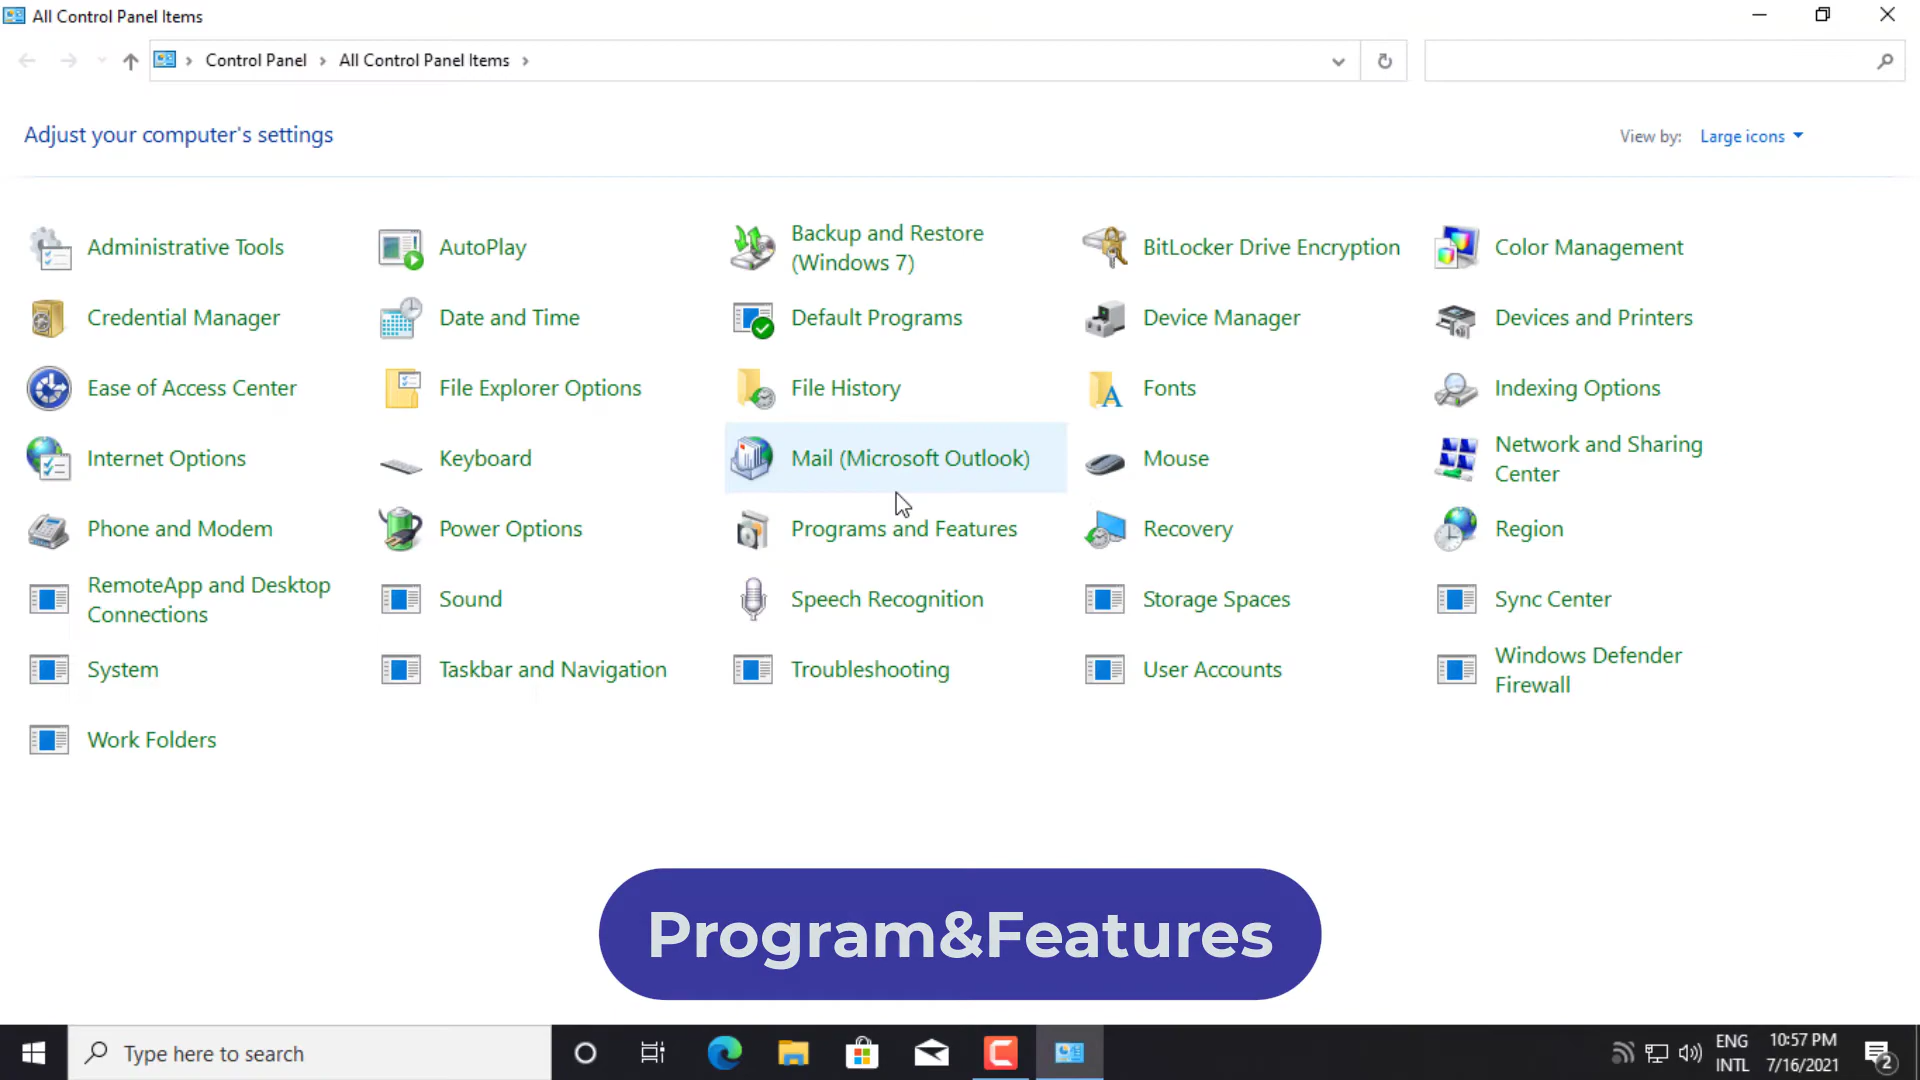 All Control Panel Items
Control Panel
All Control Panel Items
Adjust your computer's settings
View by: Large icons
Administrative Tools
AutoPlay
Backup and Restore
(Windows 7)
BitLocker Drive Encryption
Color Management
Credential Manager
Date and Time
Default Programs
Device Manager
Devices and Printers
Ease of Access Center
File Explorer Options
File History
Fonts
Indexing Options
Internet Options
Keyboard
Mail (Microsoft Outlook)
Mouse
Network and Sharing
Center
Phone and Modem
Power Options
Programs and Features
Recovery
Region
RemoteApp and Desktop
Connections
Sound
Speech Recognition
Storage Spaces
Sync Center
System
Taskbar and Navigation
Troubleshooting
User Accounts
Windows Defender
Firewall
Work Folders
Program&Features
Type here to search
ENG
INTL
10:57 PM
7/16/2021
2